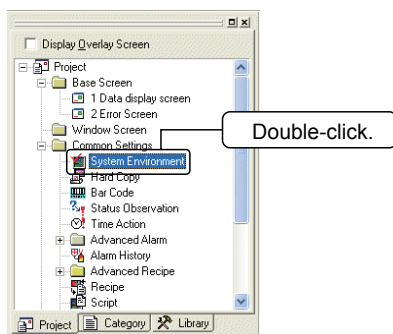 Display Overlay Screen
Project
Base Screen
1 Data display screen
2 Error Screen
Window Screen
Common Settings
System Environment
Double-click.
Hard Copy
Bar Code
Status Observation
Time Action
Advanced Alarm
Alarm History
Advanced Recipe
Recipe
Script
Project Category Library